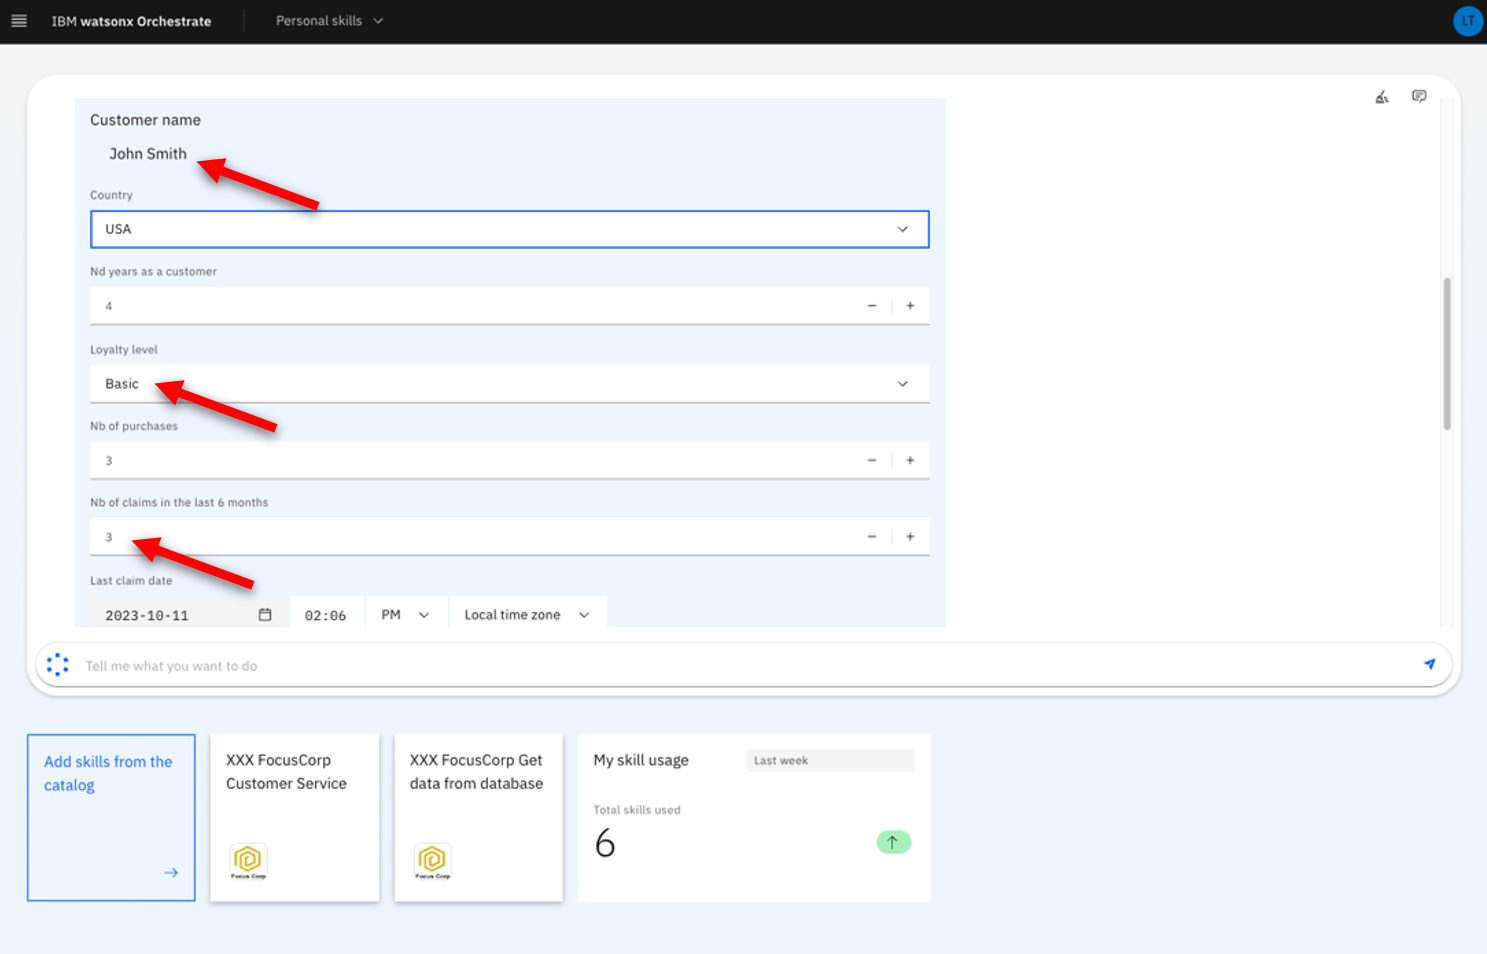 IBM watsonx Orchestrate
Personal skills
LT
Customer name
John Smith
Country
USA
Nd years as a customer
4
Loyalty level
Basic
Nb of purchases
3
Nb of claims in the last 6 months
3
Last claim date
2023-10-11 02:06 PM Local time zone
Tell me what you want to do
Add skills from the
catalog
XXX FocusCorp
Customer Service
Focus Corp
XXX FocusCorp Get
data from database
Focus Corp
My skill usage
Last week
Total skills used
6